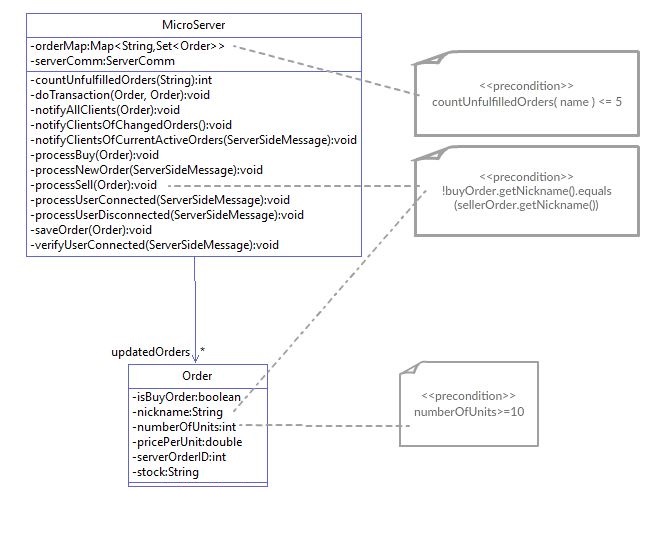 MicroServer
-orderMap:Map<String,Set<Order>>
-serverComm:ServerComm
-countUnfulfilledOrders(String):int
-doTransaction(Order, Order):void
-notifyAllClients(Order):void
-notifyClientsOfChangedOrders():void
-notifyClientsOfCurrentActiveOrders(ServerSideMessage):void
-processBuy(Order):void
-processNewOrder(ServerSideMessage):void
-processSell(Order):void
-processUserConnected(ServerSideMessage):void
-processUserDisconnected(ServerSideMessage):void
-saveOrder(Order):void
-verifyUserConnected(ServerSideMessage):void
<<precondition>>
countUnfulfilledOrders( name ) <= 5
<<precondition>>
!buyOrder.getNickname().equals
(sellerOrder.getNickname())
updatedOrders
*
Order
-isBuyOrder:boolean
-nickname:String
-numberOfUnits:int
-pricePerUnit:double
-serverOrderID:int
-stock:String
<<precondition>>
numberOfUnits>=10